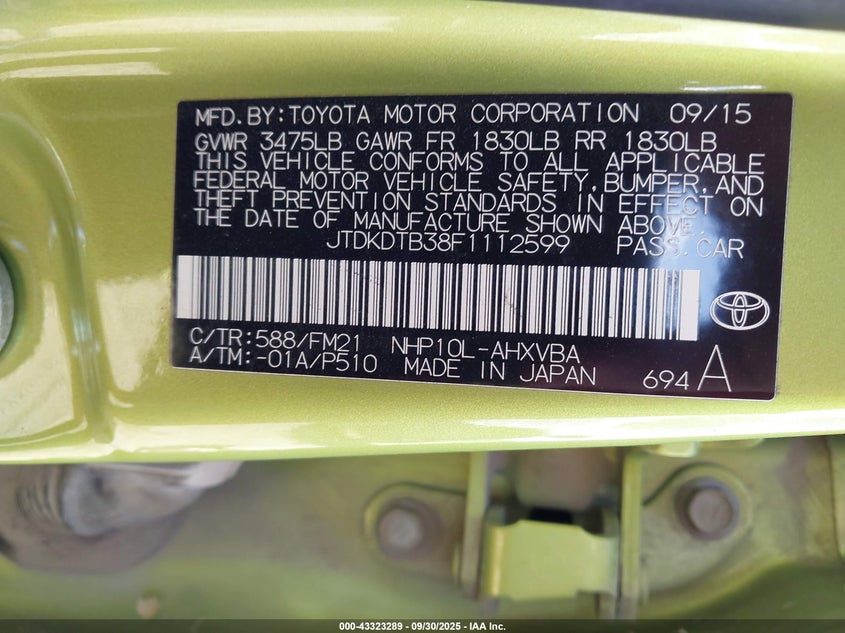 MFD. BY: TOYOTA MOTOR CORPORATION 09/15
GVWR 3475LB GAWR FR 1830LB RR 1830LB
THIS VEHICLE CONFORMS TO ALL APPLICABLE
FEDERAL MOTOR VEHICLE SAFETY, BUMPER, AND
THEFT PREVENTION STANDARDS IN EFFECT ON
THE DATE OF MANUFACTURE SHOWN ABOVE.
JTDKDTB38F1112599 PASS. CAR
C/TR: 588/FM21 NHP10L-AHXVBA
A/TM: -01A/P510 MADE IN JAPAN 694 A
000-43323289 - 09/30/2025 - IAA Inc.